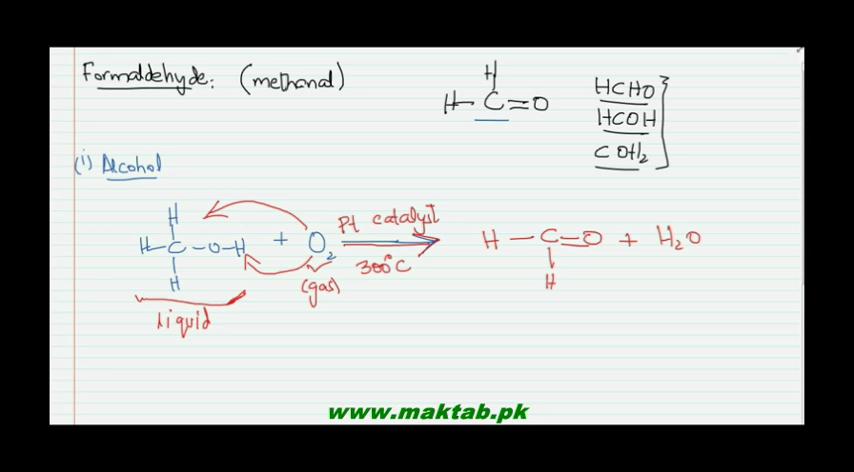 Formaldehyde: (methanal)
H
H-C=O
HCHO
HCOH
COH₂
(i) Alcohol
H
H-C-O-H + O₂
H
Pt catalyst
300°C
H-C=O + H₂O
H
(gas)
Liquid
www.maktab.pk